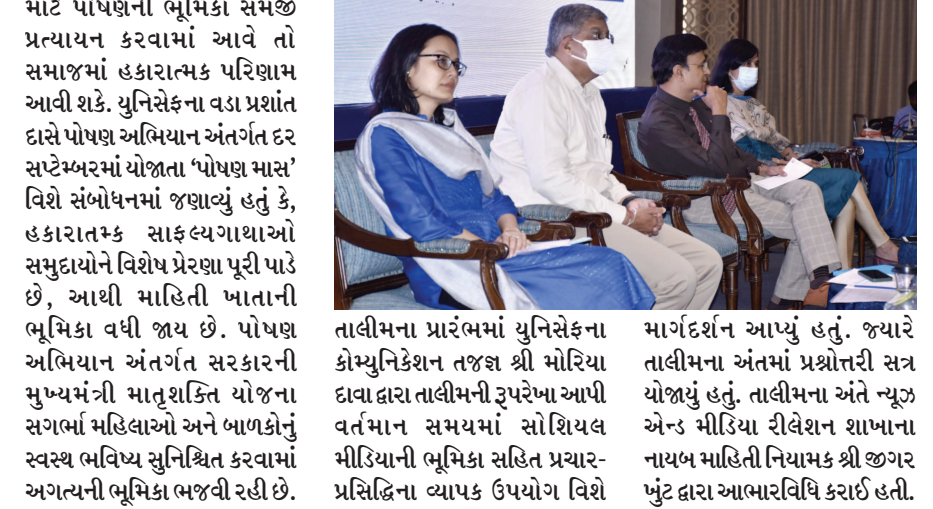 માટે પોષણની ભૂમિકા સમજી
પ્રત્યાયન કરવામાં આવે તો
સમાજમાં હકારાત્મક પરિણામ
આવી શકે. યુનિસેફના વડા પ્રશાંત
દાસે પોષણ અભિયાન અંતર્ગત દર
સપ્ટેમ્બરમાં યોજાતા ‘પોષણ માસ’
વિશે સંબોધનમાં જણાવ્યું હતું કે,
હકારાતમ્ક સાફલ્યગાથાઓ
સમુદાયોને વિશેષ પ્રેરણા પૂરી પાડે
છે, આથી માહિતી ખાતાની
ભૂમિકા વધી જાય છે. પોષણ
અભિયાન અંતર્ગત સરકારની
મુખ્યમંત્રી માતૃશક્તિ યોજના
સગર્ભા મહિલાઓ અને બાળકોનું
સ્વસ્થ ભવિષ્ય સુનિશ્ચિત કરવામાં
અગત્યની ભૂમિકા ભજવી રહી છે.
તાલીમના પ્રારંભમાં યુનિસેફના
કોમ્યુનિકેશન તજજ્ઞ શ્રી મોરિયા
દાવા દ્વારા તાલીમની રૂપરેખા આપી
વર્તમાન સમયમાં સોશિયલ
મીડિયાની ભૂમિકા સહિત પ્રચાર-
પ્રસિદ્ધિના વ્યાપક ઉપયોગ વિશે
માર્ગદર્શન આપ્યું હતું. જ્યારે
તાલીમના અંતમાં પ્રશ્નોત્તરી સત્ર
યોજાયું હતું. તાલીમના અંતે ન્યૂઝ
એન્ડ મીડિયા રીલેશન શાખાના
નાયબ માહિતી નિયામક શ્રી જીગર
ખુંટ દ્વારા આભારવિધિ કરાઈ હતી.